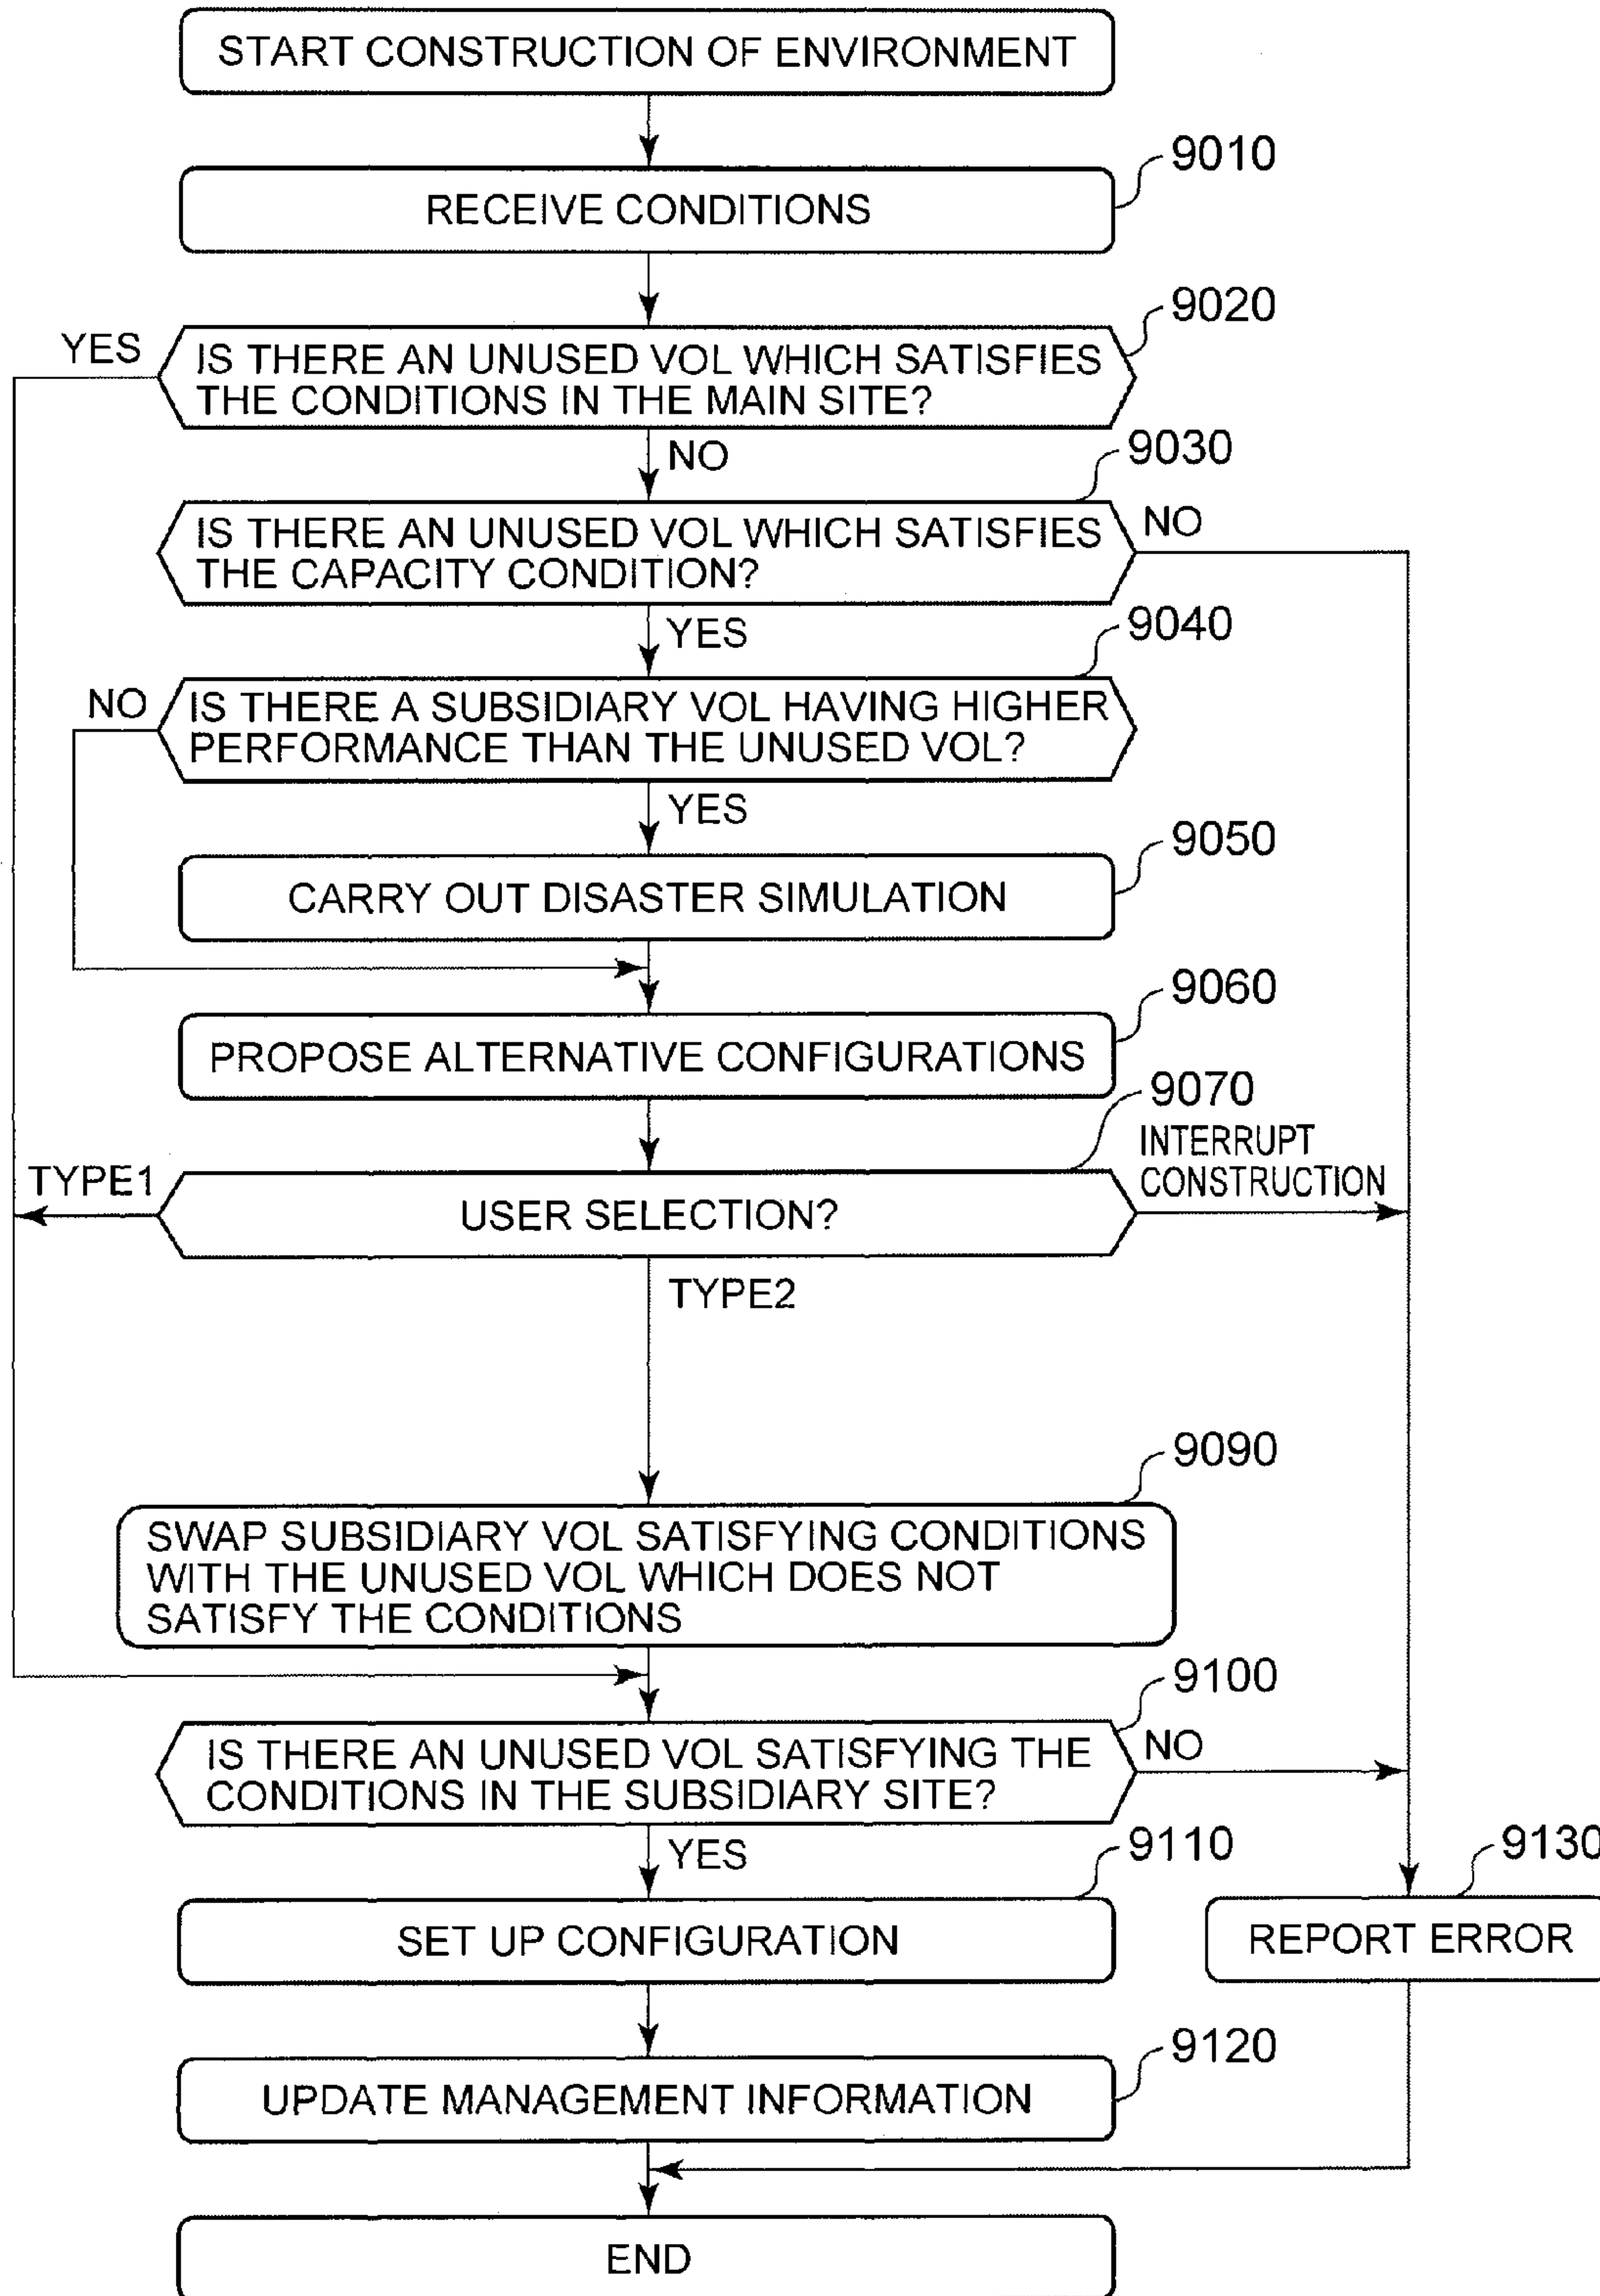 START CONSTRUCTION OF ENVIRONMENT
9010
RECEIVE CONDITIONS
9020
YES
IS THERE AN UNUSED VOL WHICH SATISFIES
THE CONDITIONS IN THE MAIN SITE?
NO
9030
IS THERE AN UNUSED VOL WHICH SATISFIES
THE CAPACITY CONDITION?
NO
YES
9040
NO
IS THERE A SUBSIDIARY VOL HAVING HIGHER
PERFORMANCE THAN THE UNUSED VOL?
YES
9050
CARRY OUT DISASTER SIMULATION
9060
PROPOSE ALTERNATIVE CONFIGURATIONS
9070
INTERRUPT
CONSTRUCTION
TYPE1
USER SELECTION?
TYPE2
9090
SWAP SUBSIDIARY VOL SATISFYING CONDITIONS
WITH THE UNUSED VOL WHICH DOES NOT
SATISFY THE CONDITIONS
9100
IS THERE AN UNUSED VOL SATISFYING THE
CONDITIONS IN THE SUBSIDIARY SITE?
NO
YES
9110
9130
SET UP CONFIGURATION
REPORT ERROR
9120
UPDATE MANAGEMENT INFORMATION
END